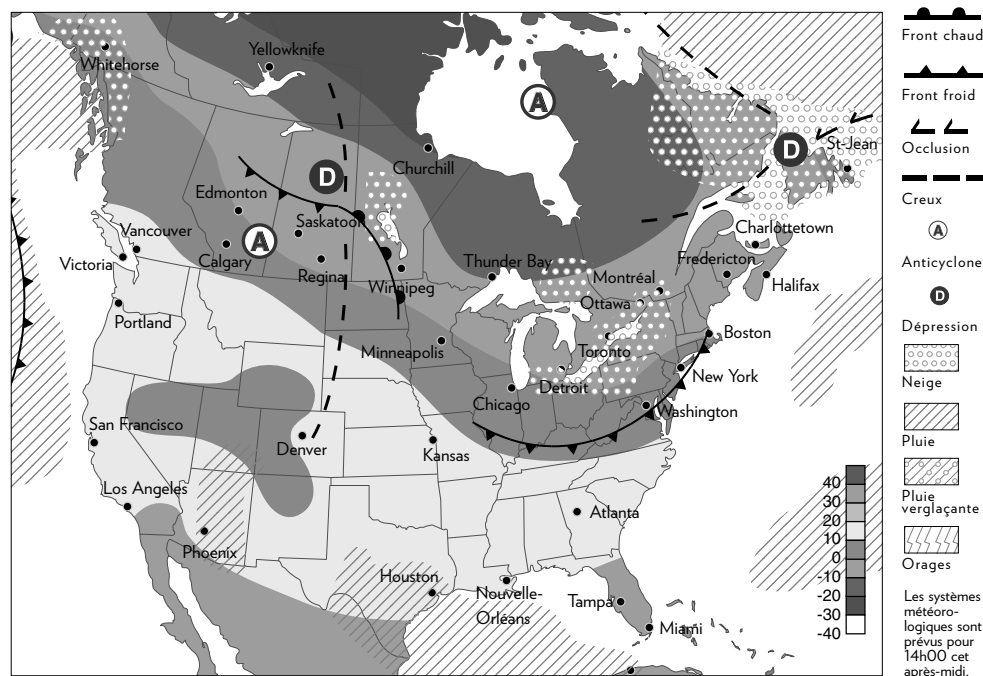 Yellowknife
Whitehorse
A
Churchill
D
St-Jean
D
Edmonton
Saskatoon
A
Calgary
Regina
Winnipeg
Vancouver
Victoria
Portland
Thunder Bay
Montréal
Ottawa
Fredericton
Charlottetown
Halifax
Minneapolis
Toronto
Boston
Detroit
New York
Chicago
Washington
San Francisco
Denver
Kansas
Los Angeles
Phoenix
Atlanta
Houston
Nouvelle-
Orléans
Tampa
Miami
40
30
20
10
0
-10
-20
-30
-40
Front chaud
Front froid
Occlusion
Creux
A
Anticyclone
D
Dépression
Neige
Pluie
Pluie
verglaçante
Orages
Les systèmes
météoro-
logiques sont
prévus pour
14h00 cet
après-midi.